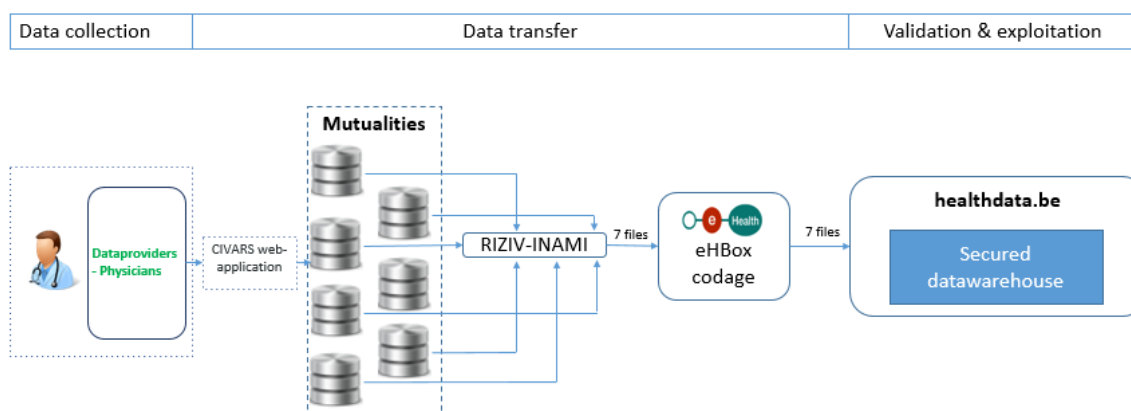 Data collection
Data transfer
Validation & exploitation
Mutualities
Dataproviders
- Physicians
CIVARS web-
application
RIZIV-INAMI
7 files
e
Health
eHBox
codage
7 files
healthdata.be
Secured
datawarehouse